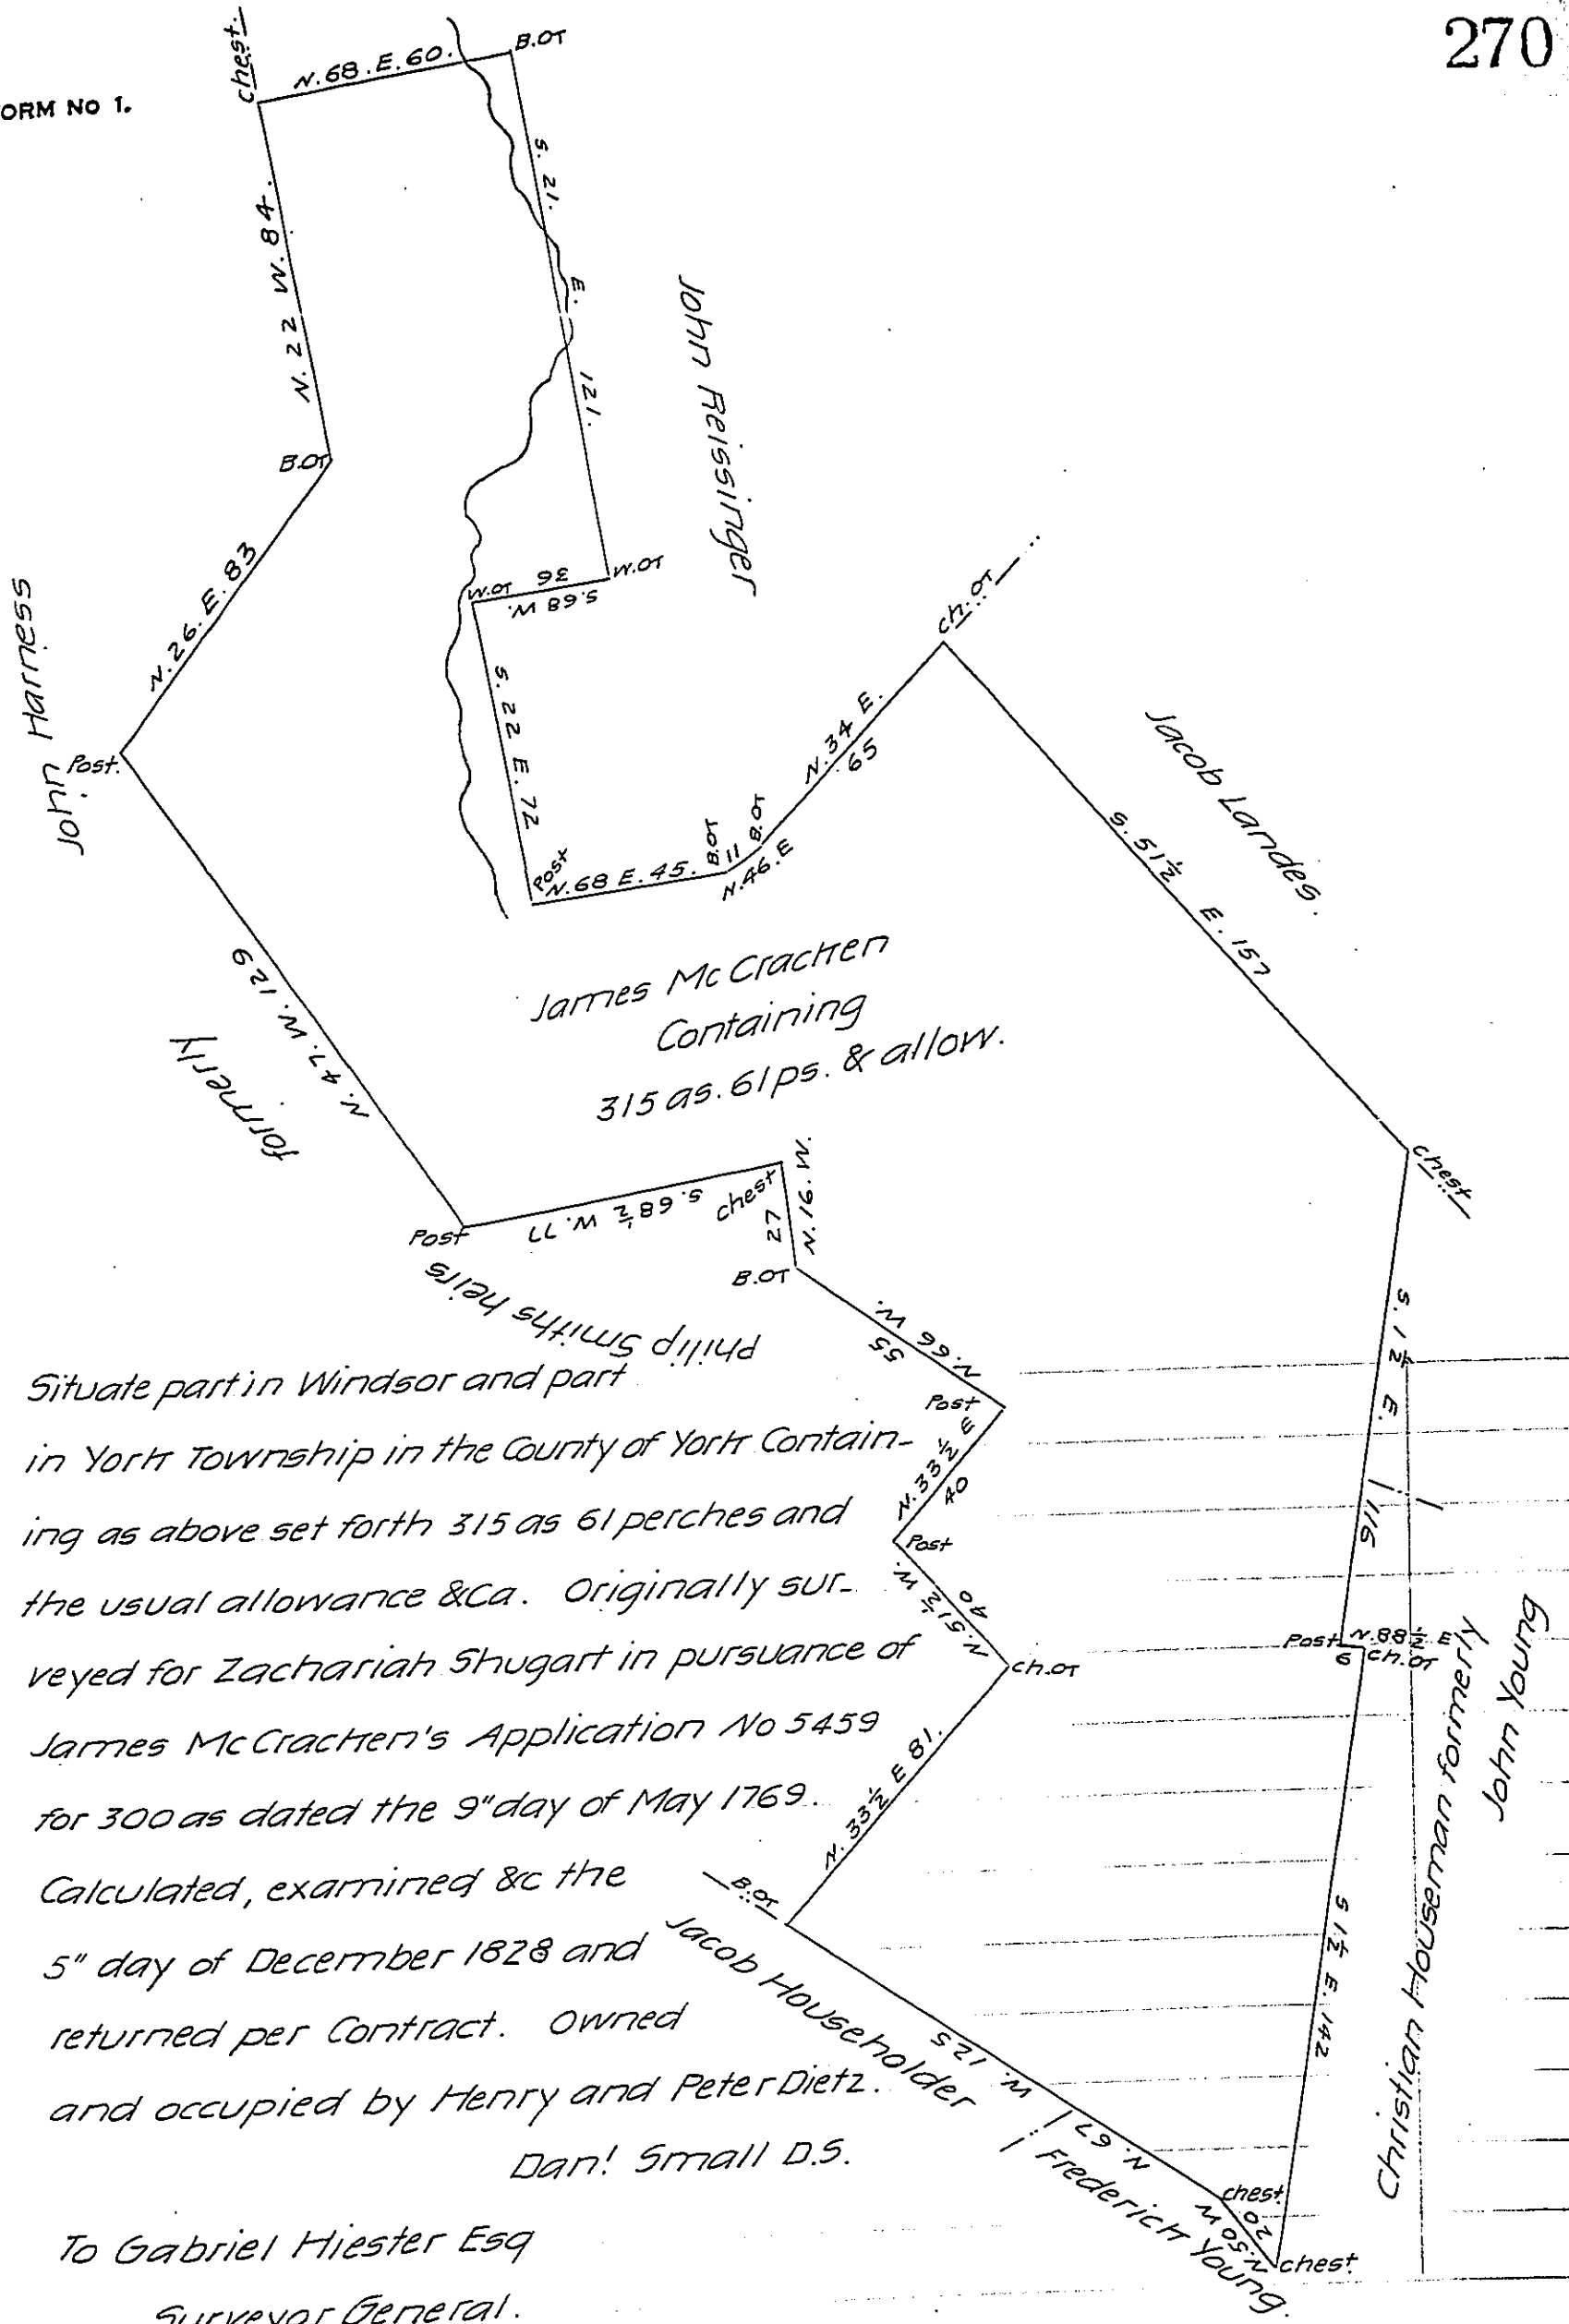 270
FORM NO 1.
chest.
N.68.E.60.
B.OT
S. 21. E. 121.
N. 22 W. 84.
B.OT
John Reissinger
W.OT
36
S.68 W.
W.OT
N.26.E.83
John Harness
Post.
S. 22 E. 72
Post
N.68 E.45.
B.OT
11
N.46.E
B.OT
N.34 E.
65
ch.OT
Jacob Landes.
S. 51½ E. 157
chest
N. 47. W. 129
formerly
James McCracken
Containing
315 as. 61 ps. & allow.
Post
S. 68½ W. 77
chest
27
N.16.W.
B.OT
Philip Smiths heirs
N.66 W.
55
Post
N.33½ E
40
Post
N.51½ W.
40
ch.OT
S. 1½ E. 116
Post
N.88½ E
6
ch.OT
N. 33½ E 81.
B.OT
Jacob Householder
N. 67 W. 125
Frederick Young.
chest.
20
N.50 W
chest.
S 1½ E. 142
Christian Houseman formerly
John Young
Situate part in Windsor and part
in York Township in the County of York Contain-
ing as above set forth 315 as 61 perches and
the usual allowance &Ca. Originally sur-
veyed for Zachariah Shugart in pursuance of
James McCracken's Application No 5459
for 300 as dated the 9" day of May 1769.
Calculated, examined &c the
5" day of December 1828 and
returned per Contract. Owned
and occupied by Henry and Peter Dietz.
Danl Small D.S.
To Gabriel Hiester Esq
Surveyor General.